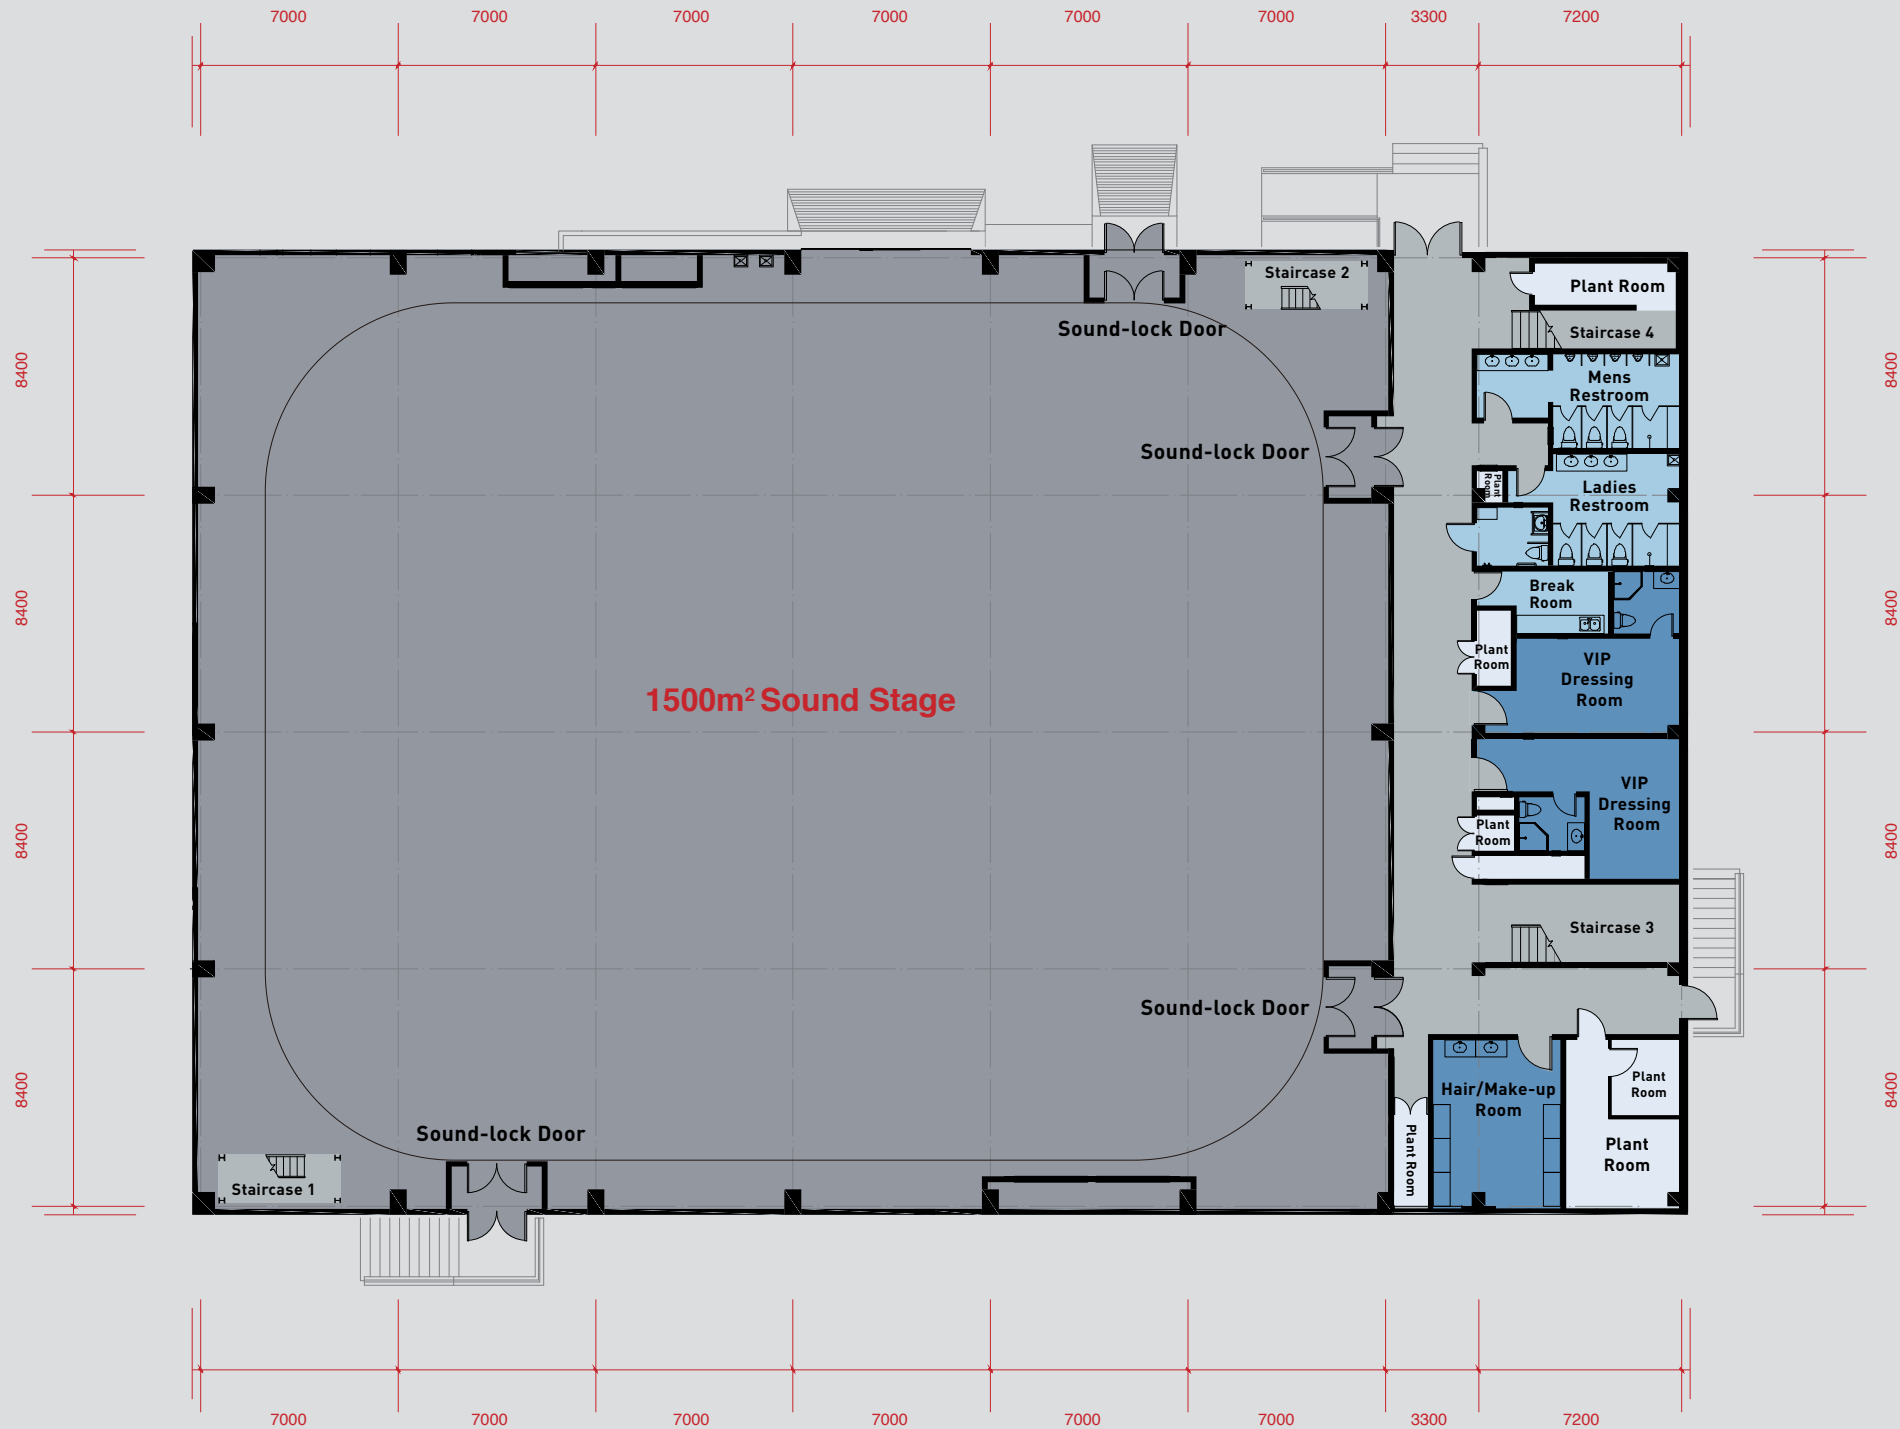 7000 7000 7000 7000 7000 7000 3300 7200
Staircase 2
Plant Room
Sound-lock Door
Staircase 4
8400
8400
Mens
Restroom
Sound-lock Door
Plant
Room
Ladies
Restroom
Break
Room
8400
8400
Plant
Room
VIP
Dressing
Room
1500m² Sound Stage
VIP
Dressing
Room
Plant
Room
8400
8400
Staircase 3
Sound-lock Door
Hair/Make-up
Room
Plant
Room
8400
8400
Sound-lock Door
Plant Room
Plant
Room
Staircase 1
7000 7000 7000 7000 7000 7000 3300 7200